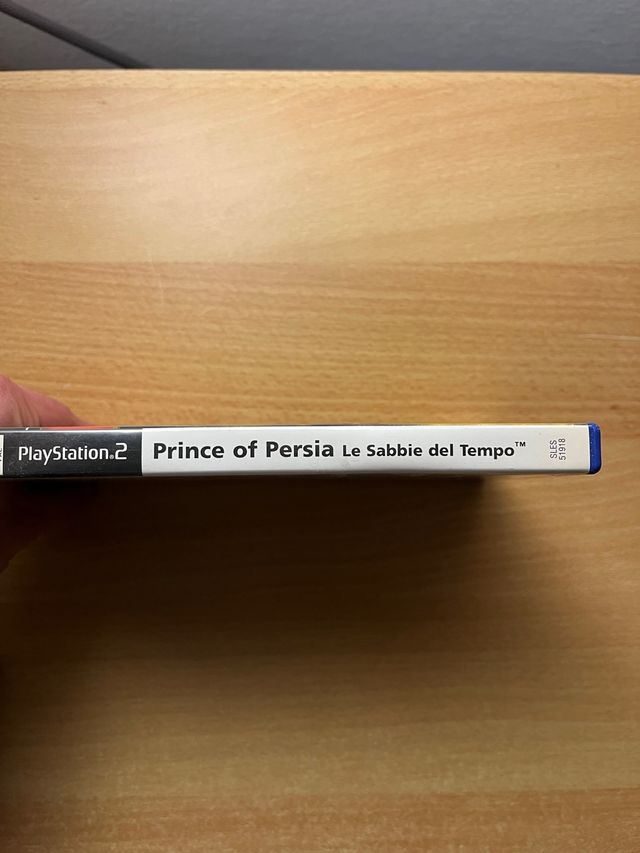 PlayStation.2
Prince of Persia Le Sabbie del Tempo™
SLES
51918